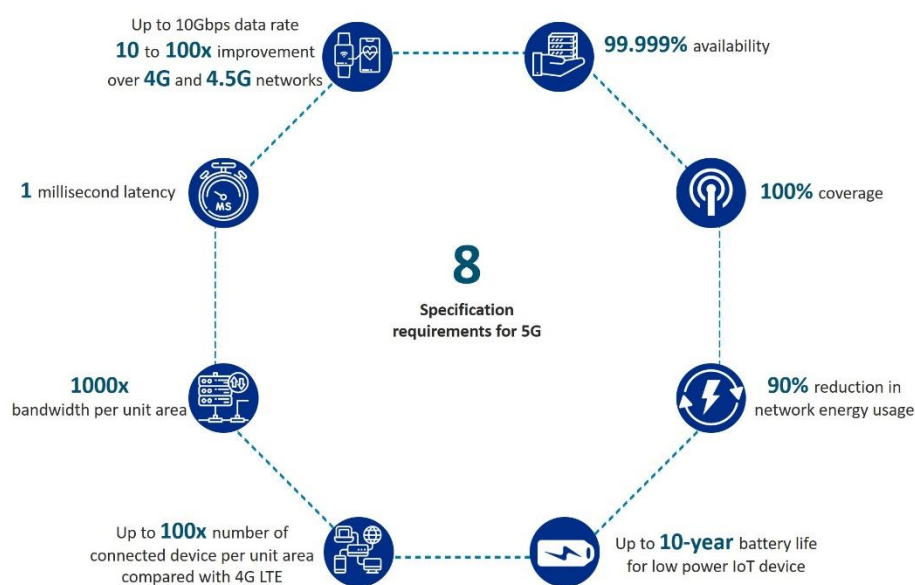 Up to 10Gbps data rate
10 to 100x improvement
over 4G and 4.5G networks
99.999% availability
1 millisecond latency
MS
100% coverage
8
Specification
requirements for 5G
1000x
bandwidth per unit area
90% reduction in
network energy usage
Up to 100x number of
connected device per unit area
compared with 4G LTE
Up to 10-year battery life
for low power IoT device